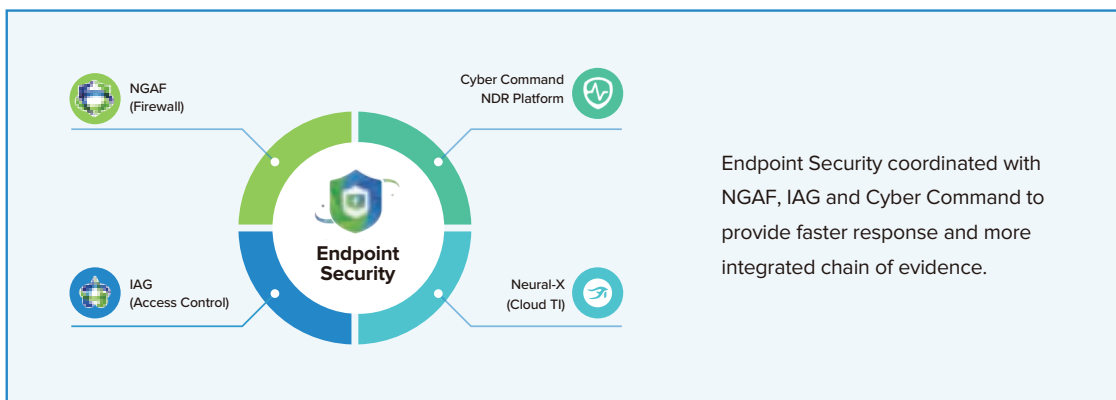 NGAF
(Firewall)
Cyber Command
NDR Platform
Endpoint
Security
IAG
(Access Control)
Neural-X
(Cloud TI)
Endpoint Security coordinated with
NGAF, IAG and Cyber Command to
provide faster response and more
integrated chain of evidence.